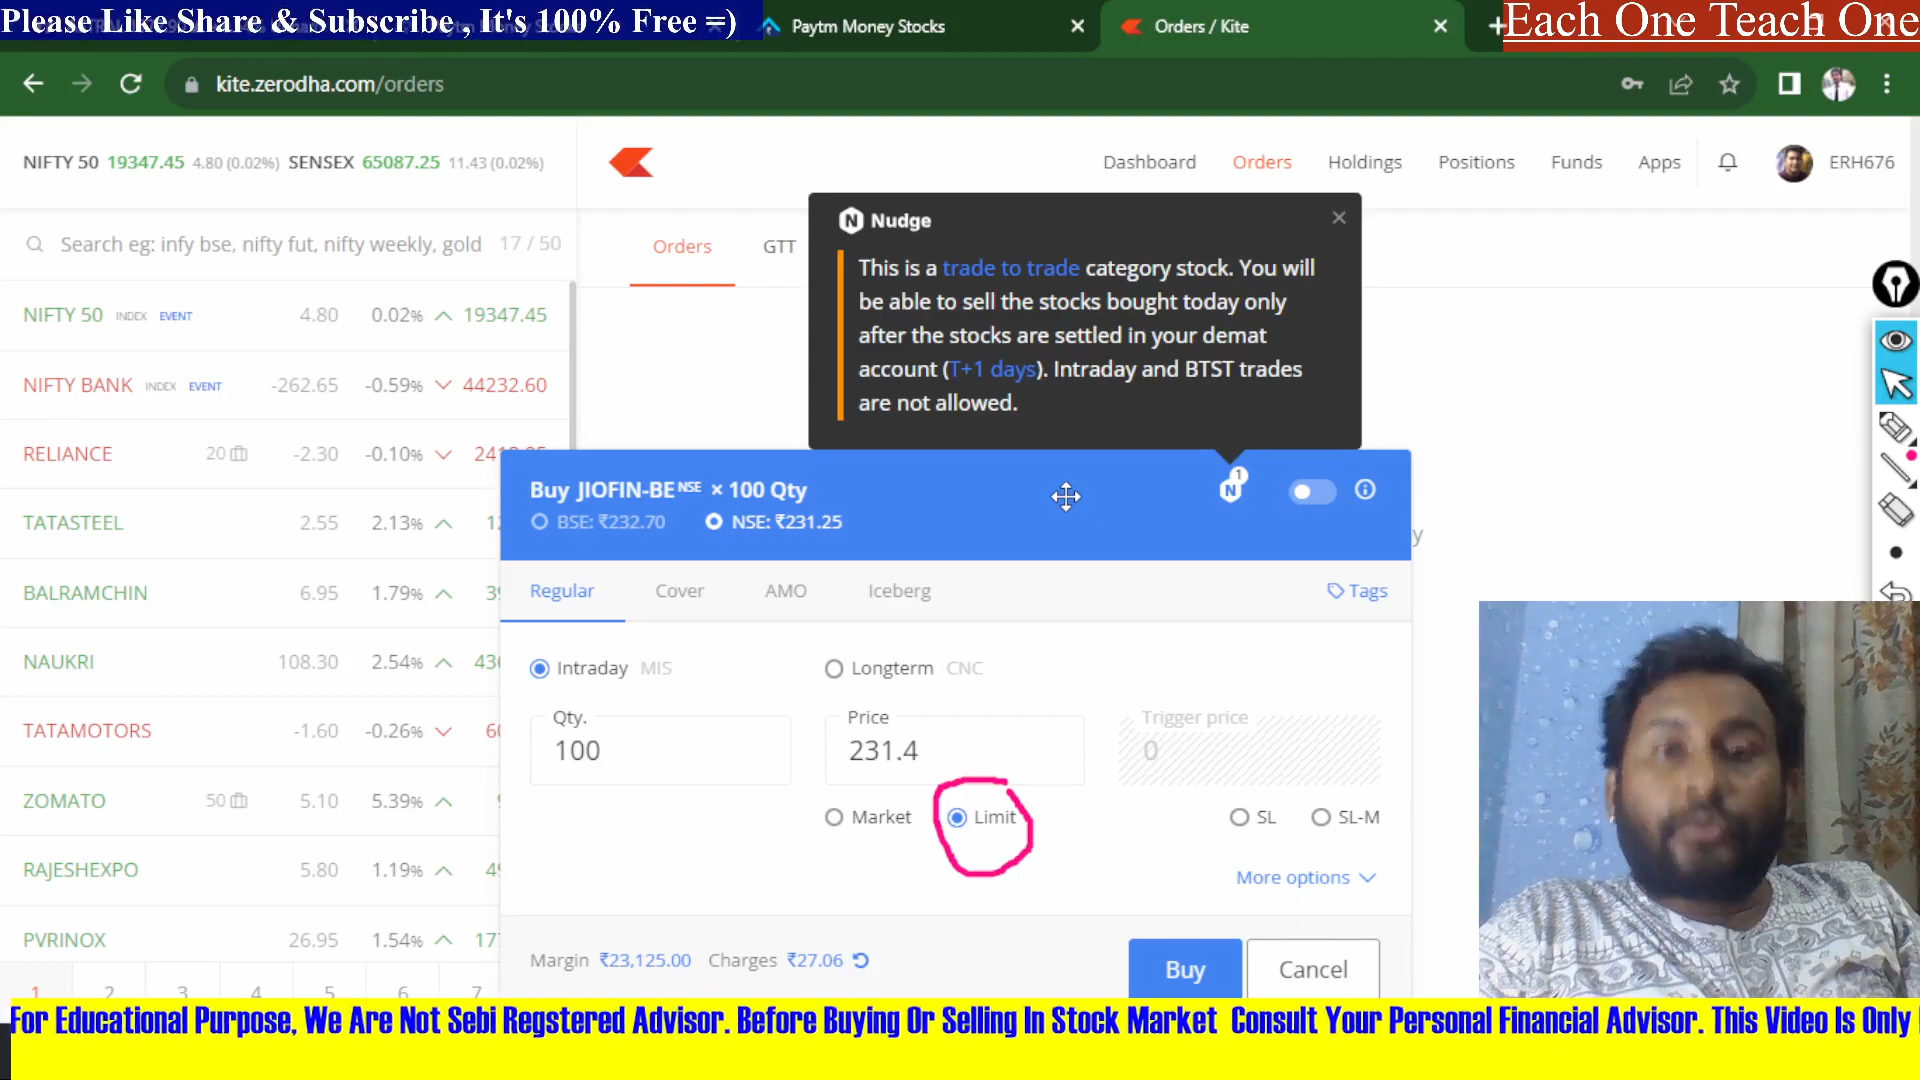 Please Like Share & Subscribe , It's 100% Free =)
Paytm Money Stocks
Orders / Kite
Each One Teach One
kite.zerodha.com/orders
NIFTY 50 19347.45 4.80 (0.02%) SENSEX 65087.25 11.43 (0.02%)
Dashboard Orders Holdings Positions Funds Apps ERH676
Search eg: infy bse, nifty fut, nifty weekly, gold 17 / 50
Orders GTT
N Nudge
This is a trade to trade category stock. You will
be able to sell the stocks bought today only
after the stocks are settled in your demat
account (T+1 days). Intraday and BTST trades
are not allowed.
NIFTY 50 INDEX EVENT 4.80 0.02% 19347.45
NIFTY BANK INDEX EVENT -262.65 -0.59% 44232.60
RELIANCE 20 -2.30 -0.10%
TATASTEEL 2.55 2.13%
BALRAMCHIN 6.95 1.79%
NAUKRI 108.30 2.54%
TATAMOTORS -1.60 -0.26%
ZOMATO 50 5.10 5.39%
RAJESHEXPO 5.80 1.19%
PVRINOX 26.95 1.54%
1 2 3 4 5 6 7
Buy JIOFIN-BE NSE × 100 Qty
N 1
BSE: ₹232.70 NSE: ₹231.25
Regular Cover AMO Iceberg Tags
Intraday MIS Longterm CNC
Qty. Price Trigger price
100 231.4 0
Market Limit SL SL-M
More options
Margin ₹23,125.00 Charges ₹27.06
Buy Cancel
For Educational Purpose, We Are Not Sebi Regstered Advisor. Before Buying Or Selling In Stock Market Consult Your Personal Financial Advisor. This Video Is Only